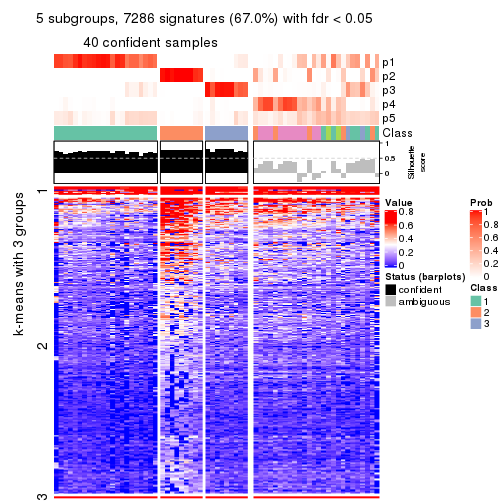 5 subgroups, 7286 signatures (67.0%) with fdr < 0.05
40 confident samples
p1
p2
p3
p4
p5
Class
1
0.5
0
Silhouette
score
k-means with 3 groups
1
2
3
Value
0.8
0.6
0.4
0.2
0
Status (barplots)
confident
ambiguous
Prob
1
0.8
0.6
0.4
0.2
0
Class
1
2
3